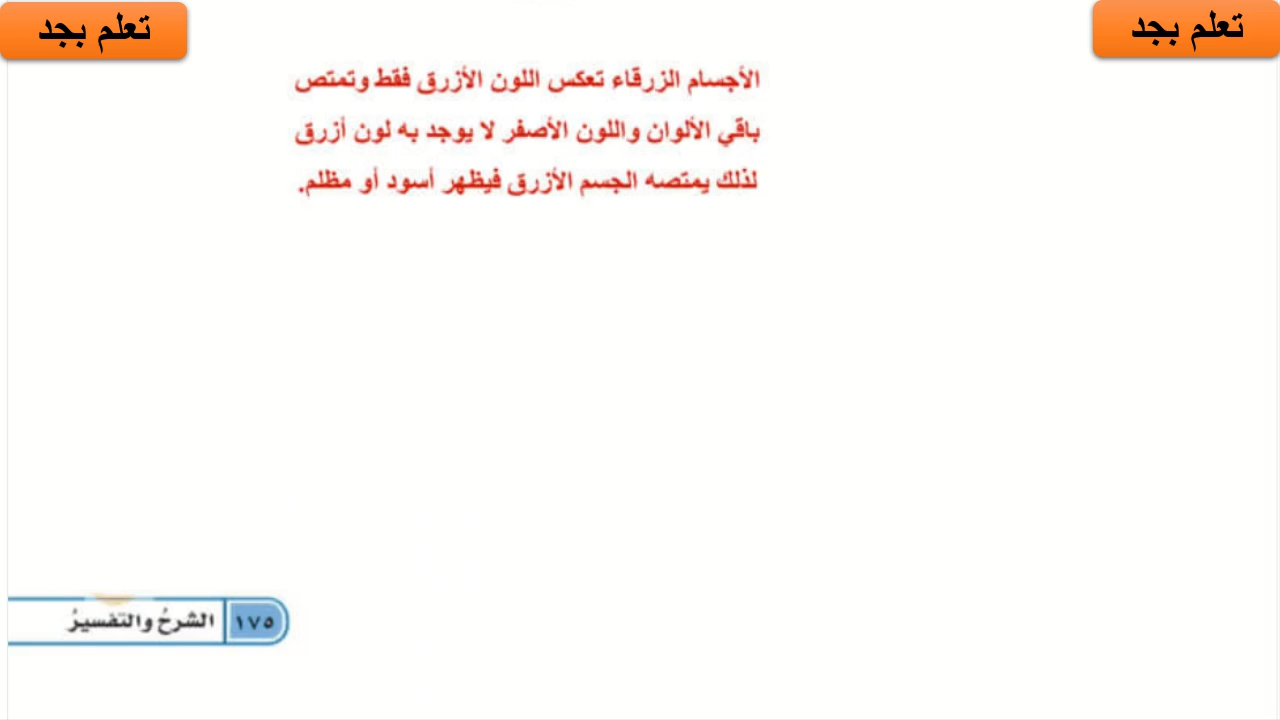 تعلم بجد
تعلم بجد
الأجسام الزرقاء تعكس اللون الأزرق فقط وتمتص
باقي الألوان واللون الأصفر لا يوجد به لون أزرق
لذلك يمتصه الجسم الأزرق فيظهر أسود أو مظلم.
١٧٥ الشرحُ والتفسيرُ